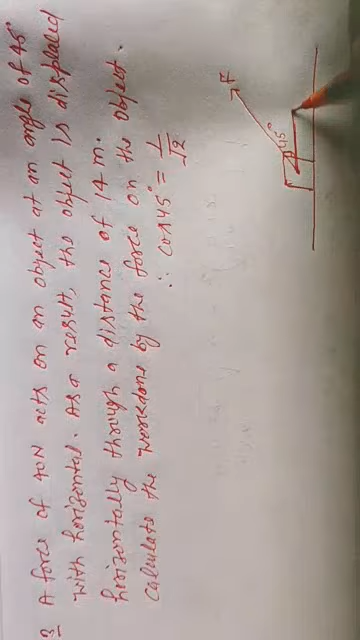 3 A force of 40N acts on an object at an angle of 45°
with horizontal. As a result, the object is displaced
horizontally through a distance of 14 m.
calculate the workdone by the force on the object.
∴ cos 45° = 1/√2
F
45°